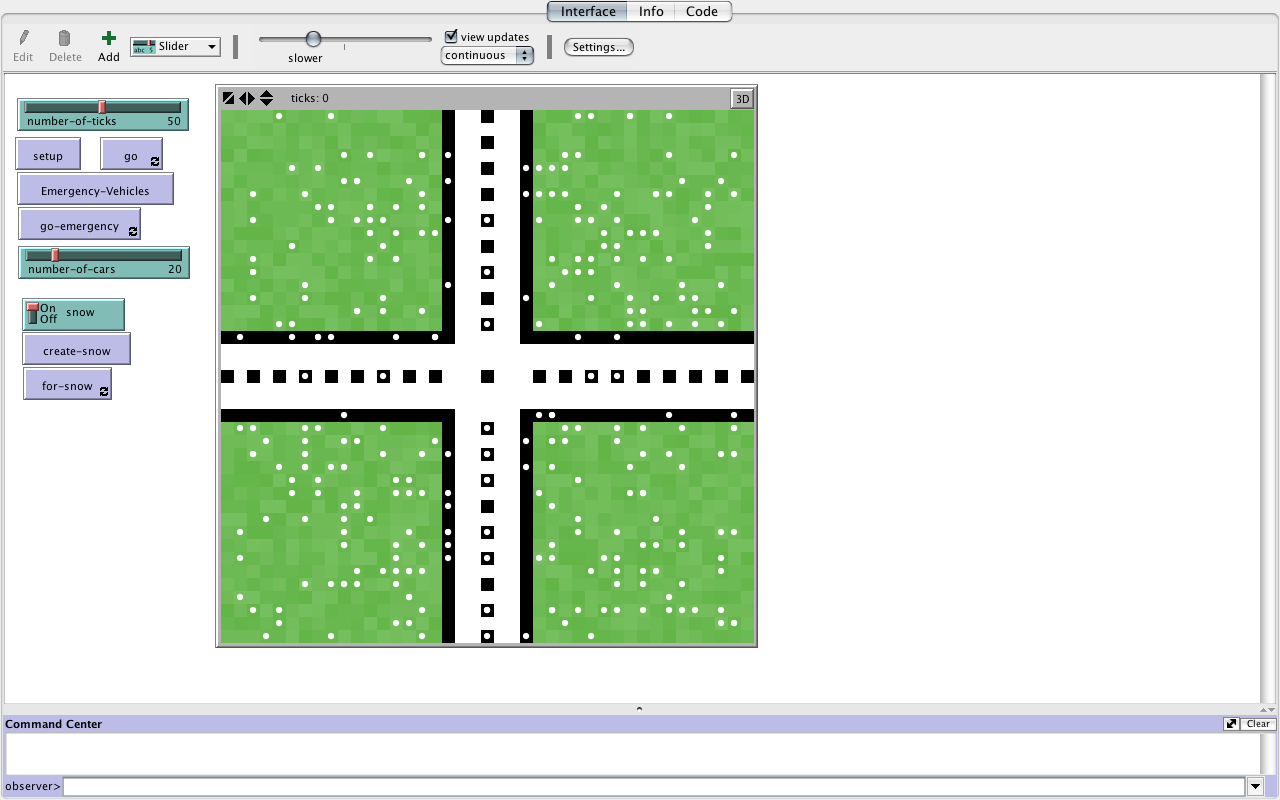 Interface Info Code
Edit Delete Add abc 5 Slider slower view updates continuous Settings...
ticks: 0 3D
number-of-ticks 50
setup go
Emergency-Vehicles
go-emergency
number-of-cars 20
On
Off snow
create-snow
for-snow
Command Center Clear
observer>